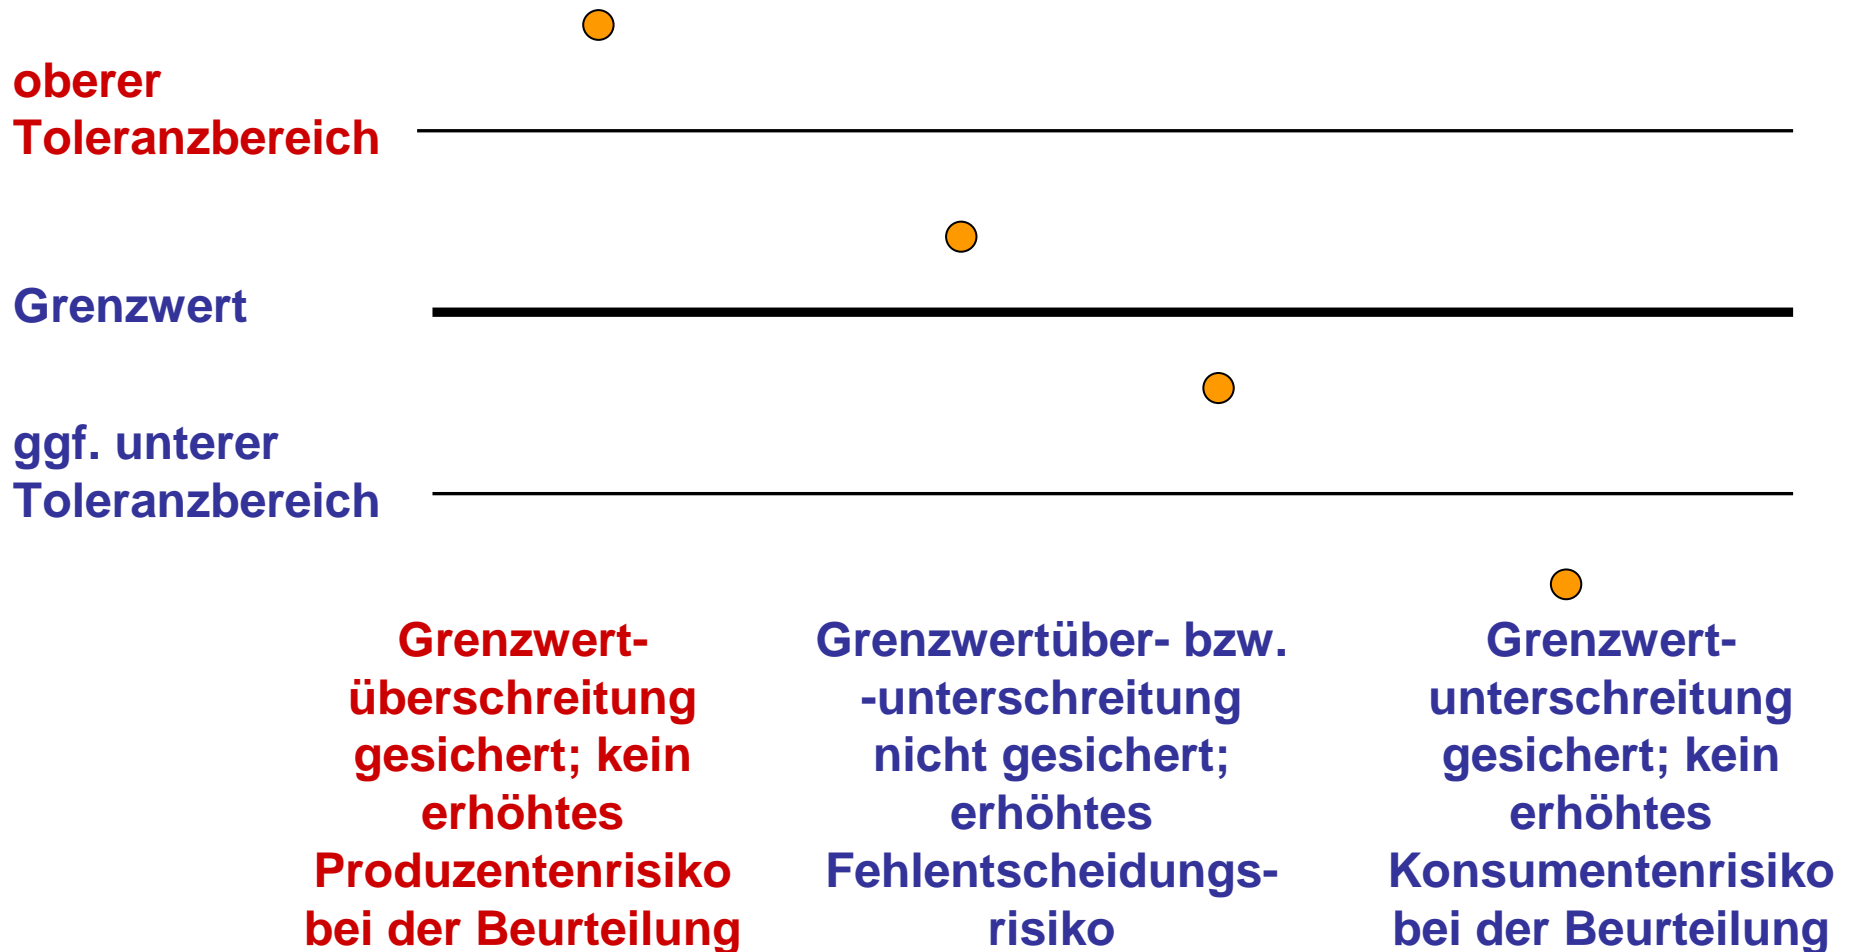 oberer
Toleranzbereich
Grenzwert
ggf. unterer
Toleranzbereich
Grenzwert-
überschreitung
gesichert; kein
erhöhtes
Produzentenrisiko
bei der Beurteilung
Grenzwertüber- bzw.
-unterschreitung
nicht gesichert;
erhöhtes
Fehlentscheidungs-
risiko
Grenzwert-
unterschreitung
gesichert; kein
erhöhtes
Konsumentenrisiko
bei der Beurteilung